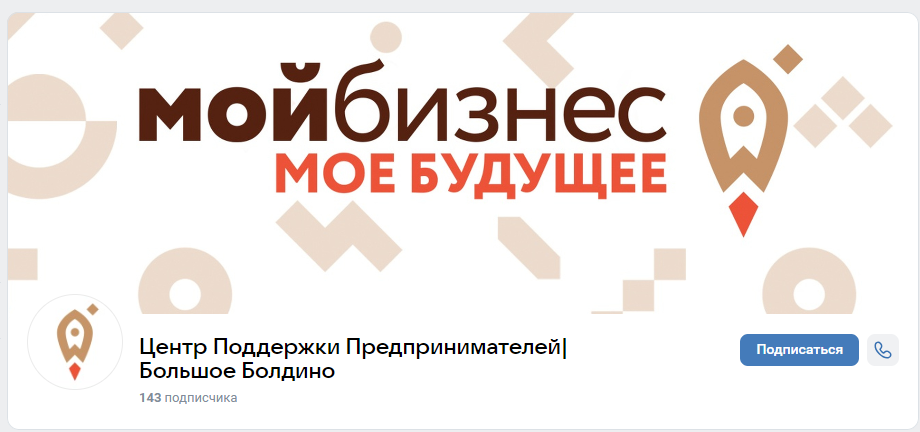 мойбизнес
МОЕ БУДУЩЕЕ
Центр Поддержки Предпринимателей|
Большое Болдино
143 подписчика
Подписаться